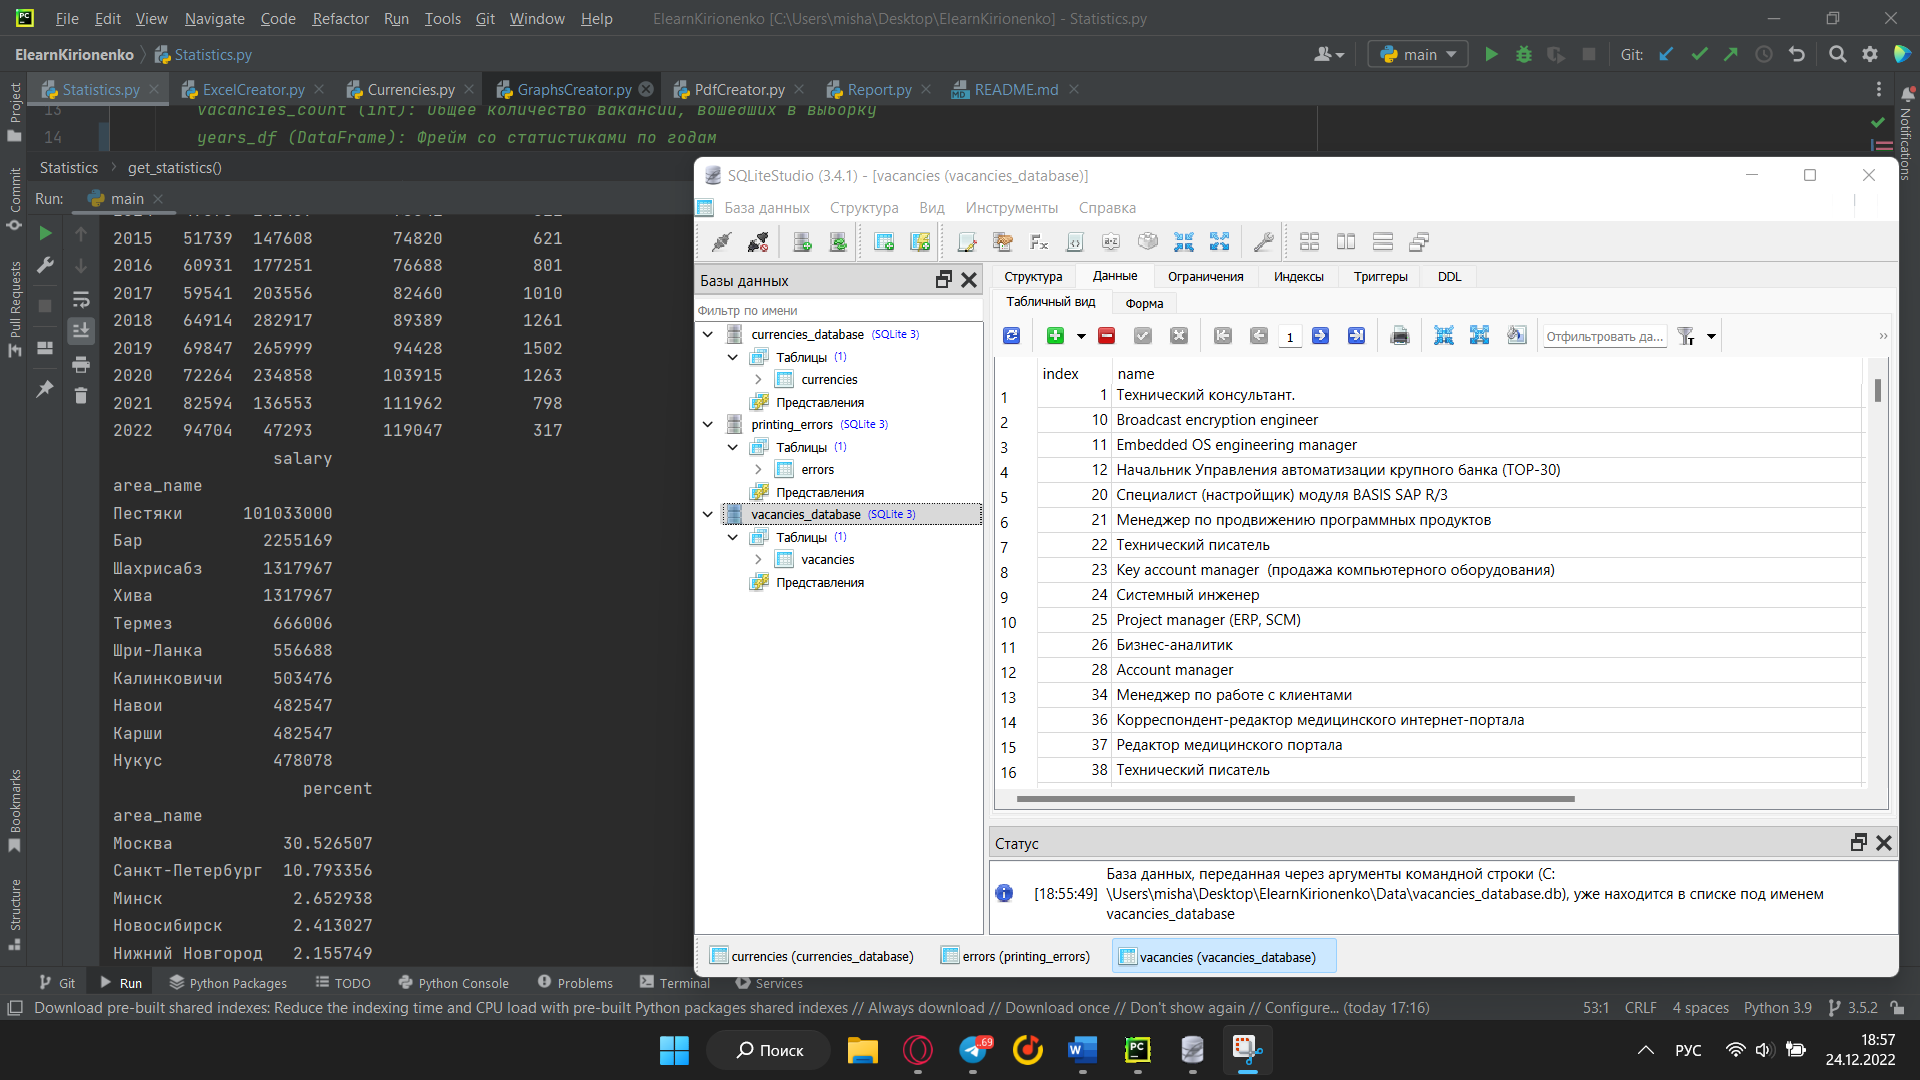 File Edit View Navigate Code Refactor Run Tools Git Window Help ElearnKirionenko [C:\Users\misha\Desktop\ElearnKirionenko] - Statistics.py
ElearnKirionenko Statistics.py main Git:
Statistics.py ExcelCreator.py Currencies.py GraphsCreator.py PdfCreator.py Report.py README.md
13 vacancies_count (int): Общее количество вакансий, вошедших в выборку
14 years_df (DataFrame): Фрейм со статистиками по годам
Statistics get_statistics()
Run: main
2015 51739 147608 74820 621
2016 60931 177251 76688 801
2017 59541 203556 82460 1010
2018 64914 282917 89389 1261
2019 69847 265999 94428 1502
2020 72264 234858 103915 1263
2021 82594 136553 111962 798
2022 94704 47293 119047 317
salary
area_name
Пестяки 101033000
Бар 2255169
Шахрисабз 1317967
Хива 1317967
Термез 666006
Шри-Ланка 556688
Калинковичи 503476
Навои 482547
Карши 482547
Нукус 478078
percent
area_name
Москва 30.526507
Санкт-Петербург 10.793356
Минск 2.652938
Новосибирск 2.413027
Нижний Новгород 2.155749
Project
Commit
Pull Requests
Bookmarks
Structure
Notifications
SQLiteStudio (3.4.1) - [vacancies (vacancies_database)]
База данных Структура Вид Инструменты Справка
Базы данных
Фильтр по имени
currencies_database (SQLite 3)
Таблицы (1)
currencies
Представления
printing_errors (SQLite 3)
Таблицы (1)
errors
Представления
vacancies_database (SQLite 3)
Таблицы (1)
vacancies
Представления
Структура Данные Ограничения Индексы Триггеры DDL
Табличный вид Форма
1 Отфильтровать да...
index name
1 1 Технический консультант.
2 10 Broadcast encryption engineer
3 11 Embedded OS engineering manager
4 12 Начальник Управления автоматизации крупного банка (TOP-30)
5 20 Специалист (настройщик) модуля BASIS SAP R/3
6 21 Менеджер по продвижению программных продуктов
7 22 Технический писатель
8 23 Key account manager (продажа компьютерного оборудования)
9 24 Системный инженер
10 25 Project manager (ERP, SCM)
11 26 Бизнес-аналитик
12 28 Account manager
13 34 Менеджер по работе с клиентами
14 36 Корреспондент-редактор медицинского интернет-портала
15 37 Редактор медицинского портала
16 38 Технический писатель
Статус
[18:55:49] База данных, переданная через аргументы командной строки (C:
\Users\misha\Desktop\ElearnKirionenko\Data\vacancies_database.db), уже находится в списке под именем
vacancies_database
currencies (currencies_database) errors (printing_errors) vacancies (vacancies_database)
Git Run Python Packages TODO Python Console Problems Terminal Services
Download pre-built shared indexes: Reduce the indexing time and CPU load with pre-built Python packages shared indexes // Always download // Download once // Don't show again // Configure... (today 17:16) 53:1 CRLF 4 spaces Python 3.9 3.5.2
Поиск .69 РУС 18:57
24.12.2022